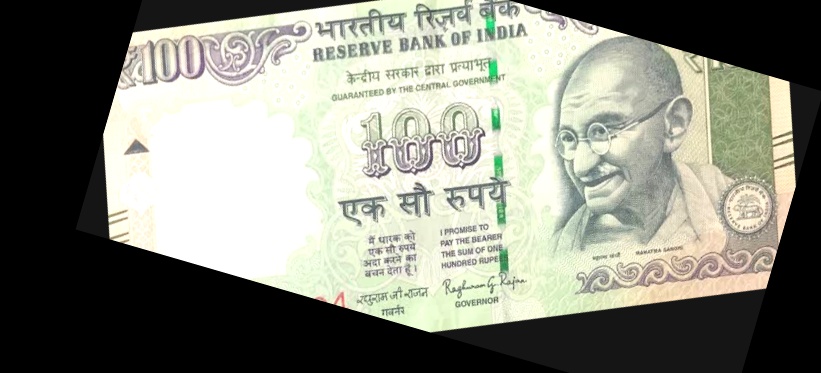 ₹100
भारतीय रिज़र्व बैंक
RESERVE BANK OF INDIA
केन्दीय सरकार द्वारा प्रत्याभूत
GUARANTEED BY THE CENTRAL GOVERNMENT
100
एक सौ रुपये
मैं धारक को
एक सौ रुपये
अदा करने का
वचन देता हूँ।
I PROMISE TO
PAY THE BEARER
THE SUM OF ONE
HUNDRED RUPEES
रघुराम जी राजन
गवर्नर
Raghuram G. Rajan
GOVERNOR
महात्मा गांधी MAHATMA GANDHI